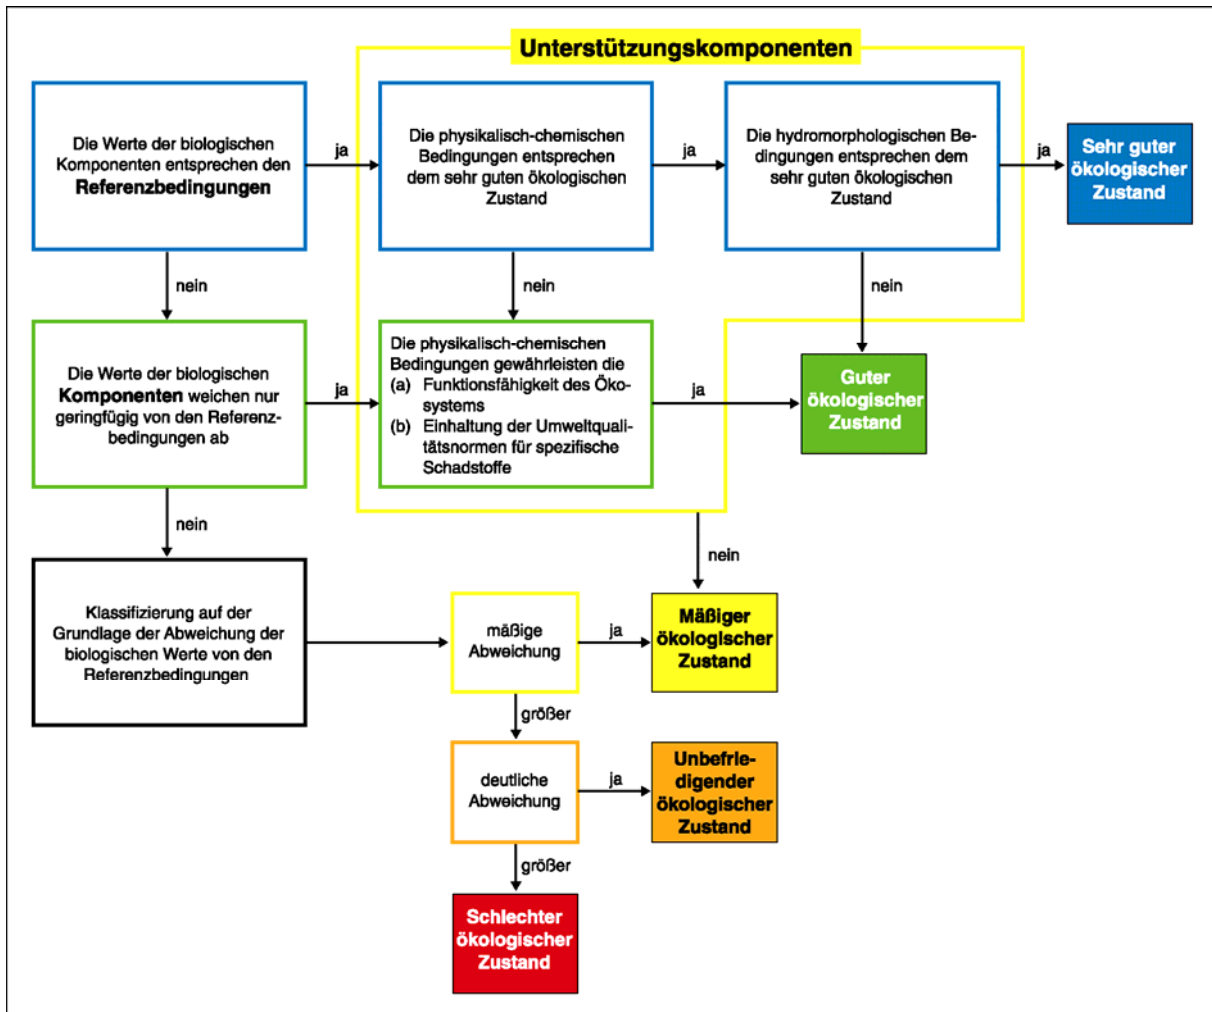 Unterstützungskomponenten
Die Werte der biologischen
Komponenten entsprechen den
Referenzbedingungen
ja
Die physikalisch-chemischen
Bedingungen entsprechen
dem sehr guten ökologischen
Zustand
ja
Die hydromorphologischen Be-
dingungen entsprechen dem
sehr guten ökologischen
Zustand
ja
Sehr guter
ökologischer
Zustand
nein
nein
nein
Die Werte der biologischen
Komponenten weichen nur
geringfügig von den Referenz-
bedingungen ab
ja
Die physikalisch-chemischen
Bedingungen gewährleisten die
(a) Funktionsfähigkeit des Öko-
systems
(b) Einhaltung der Umweltquali-
tätsnormen für spezifische
Schadstoffe
ja
Guter
ökologischer
Zustand
nein
nein
Klassifizierung auf der
Grundlage der Abweichung der
biologischen Werte von den
Referenzbedingungen
mäßige
Abweichung
ja
Mäßiger
ökologischer
Zustand
größer
deutliche
Abweichung
ja
Unbefrie-
digender
ökologischer
Zustand
größer
Schlechter
ökologischer
Zustand